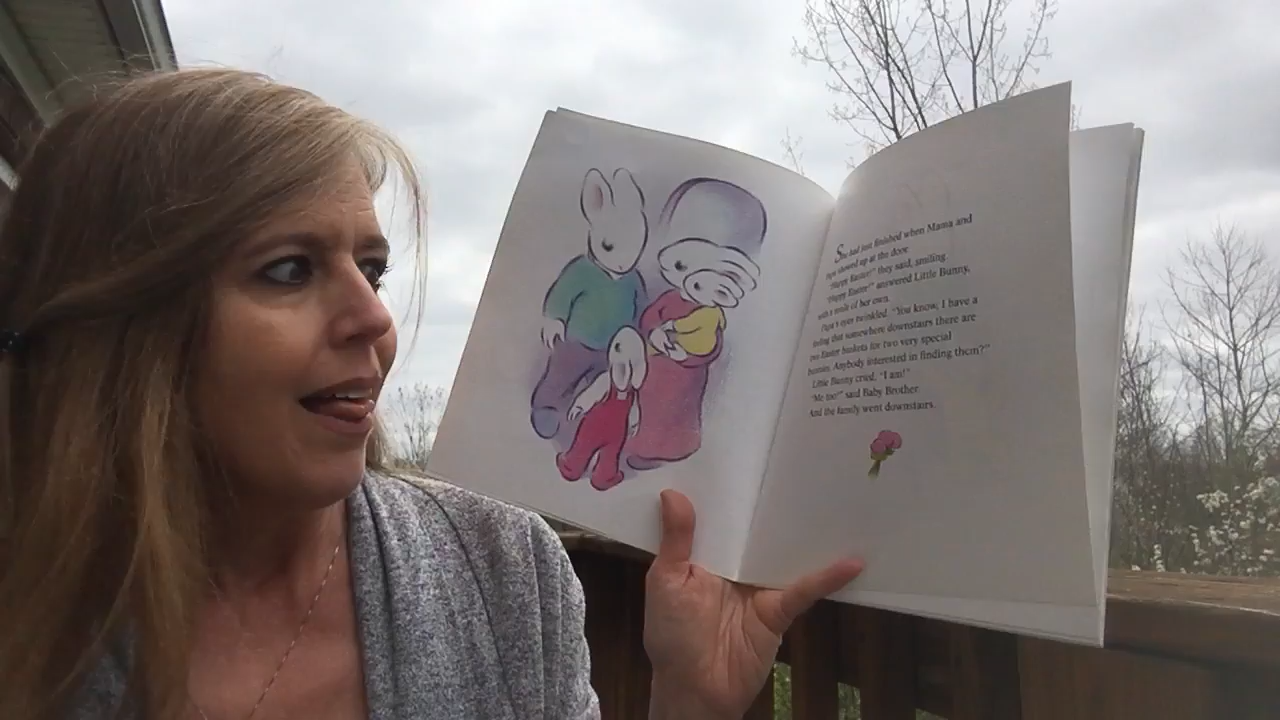 She had just finished when Mama and
Papa showed up at the door.
"Happy Easter!" they said, smiling.
"Happy Easter!" answered Little Bunny,
with a smile of her own.
Papa's eyes twinkled. "You know, I have a
feeling that somewhere downstairs there are
two Easter baskets for two very special
bunnies. Anybody interested in finding them?"
Little Bunny cried, "I am!"
"Me too!" said Baby Brother.
And the family went downstairs.